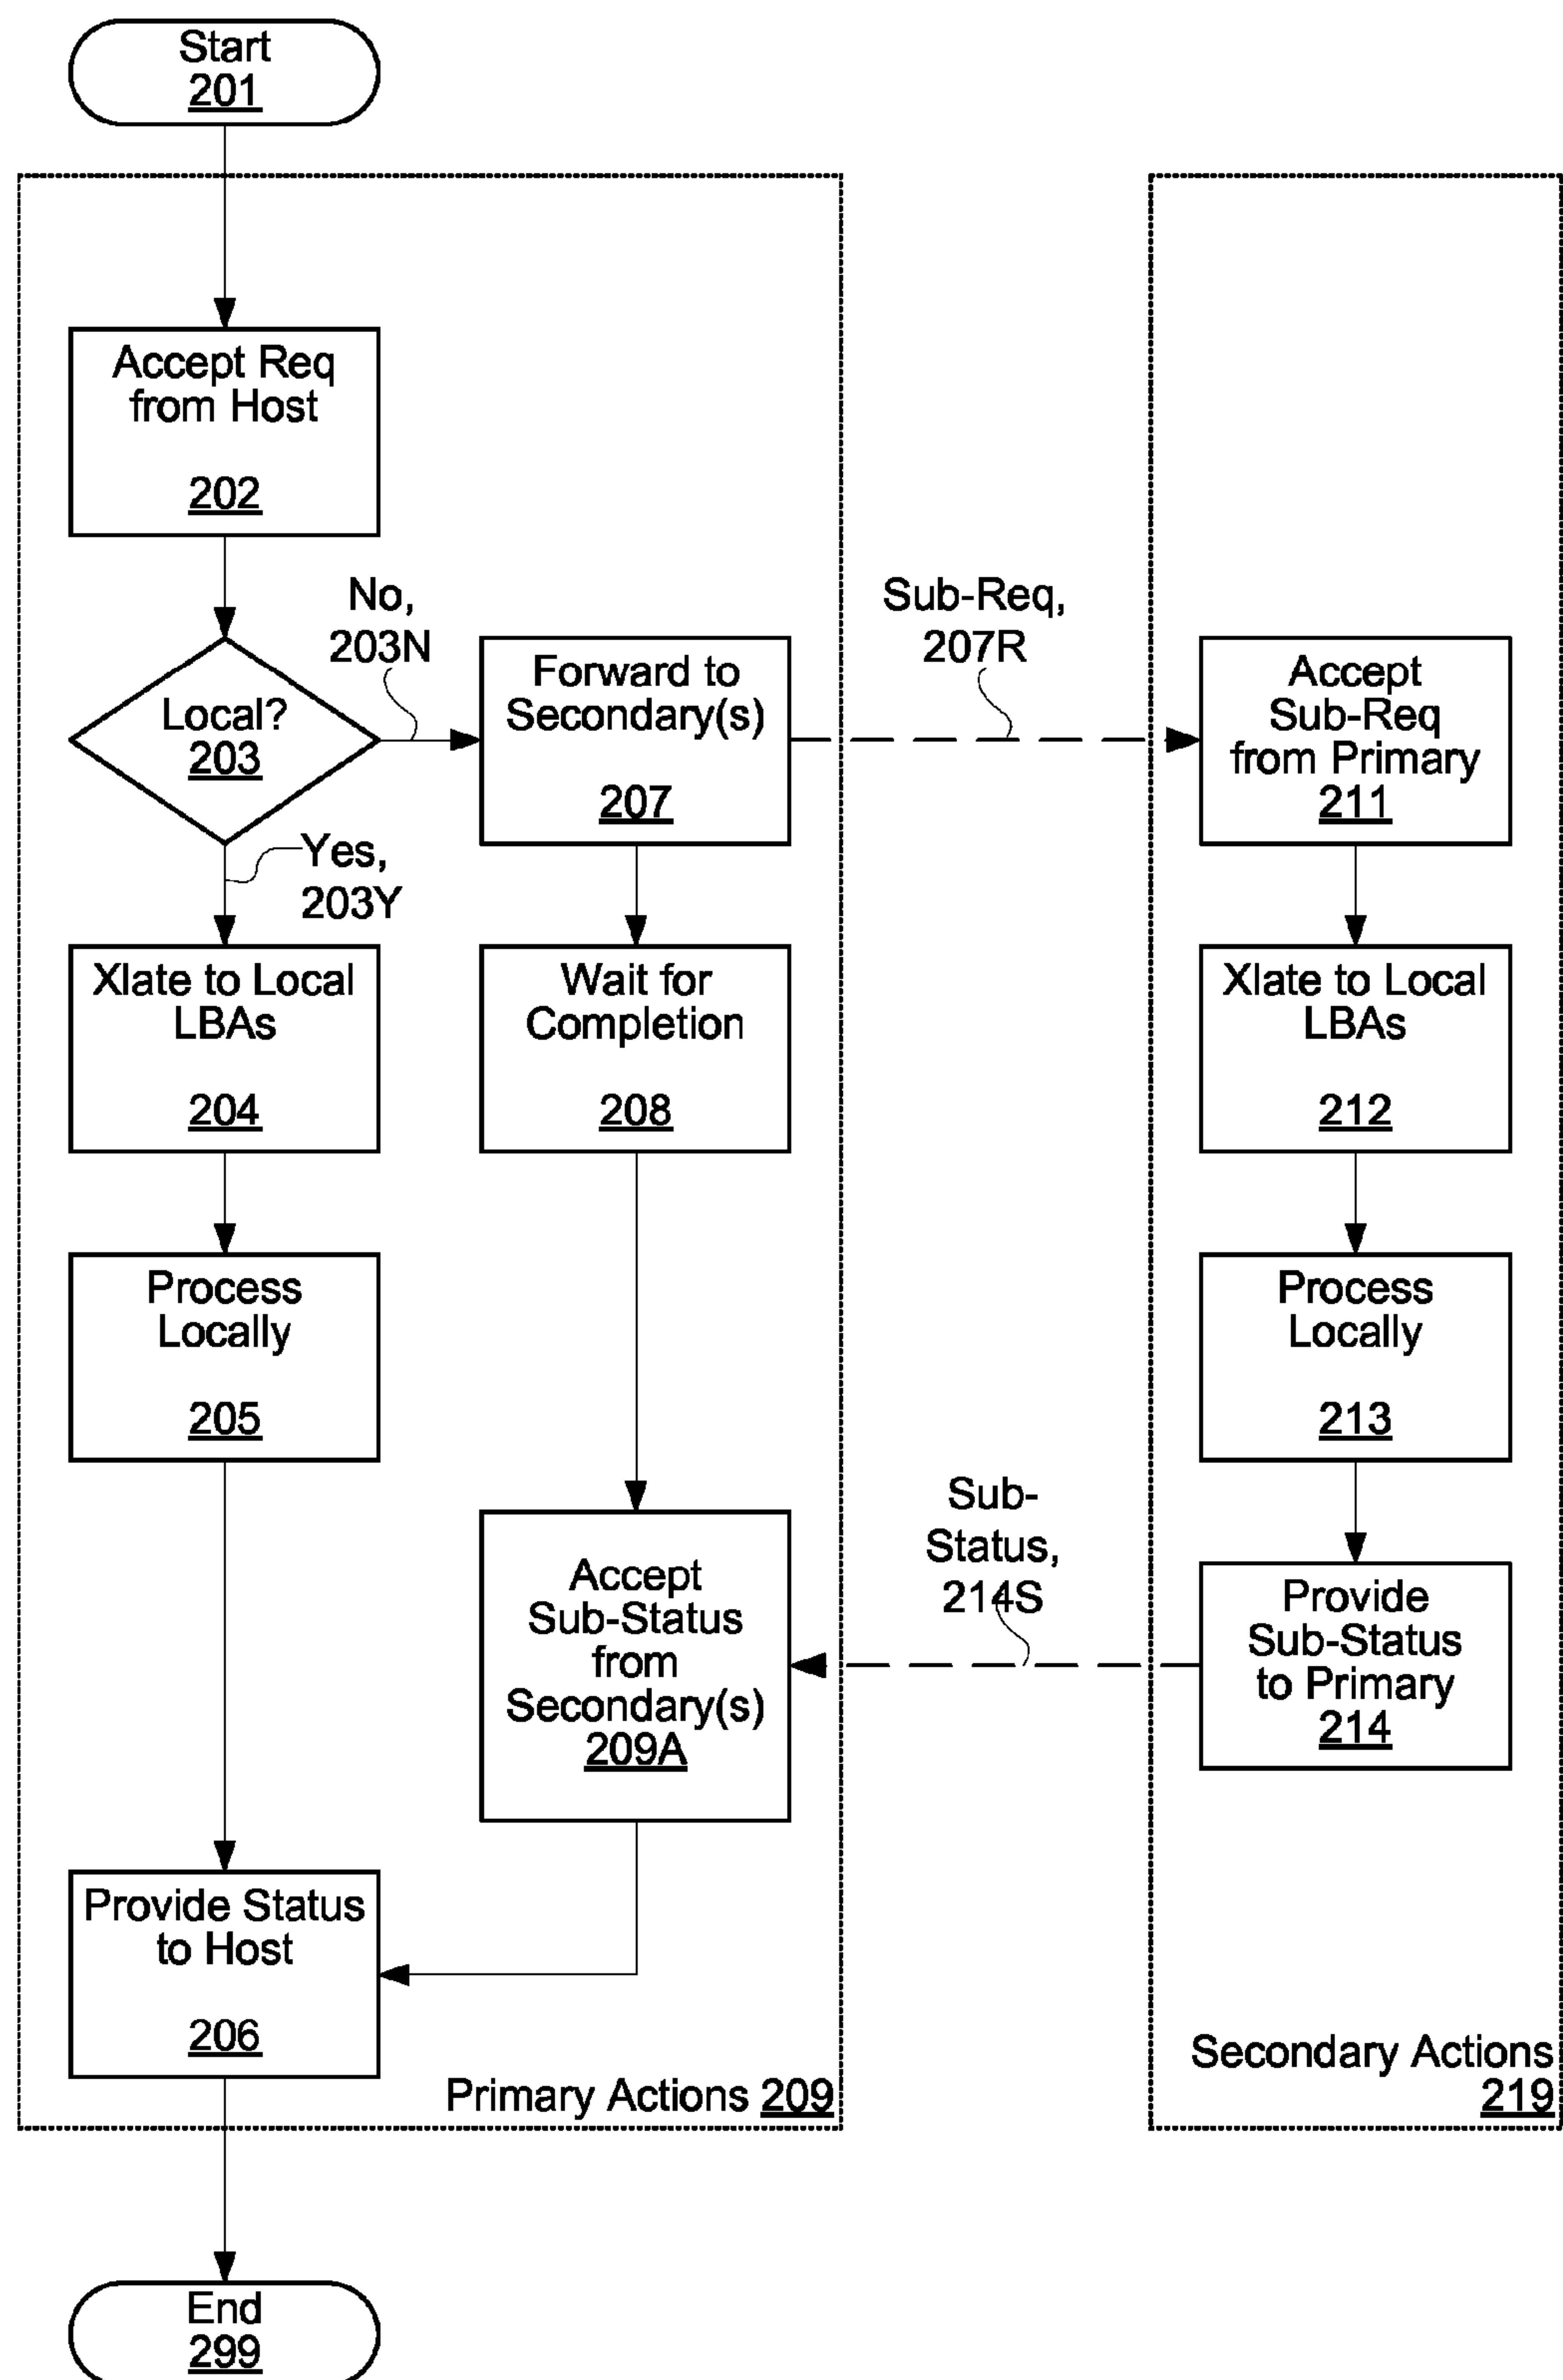 Start
201
Accept Req
from Host
202
No,
203N
Local?
203
Yes,
203Y
Forward to
Secondary(s)
207
Sub-Req,
207R
Accept
Sub-Req
from Primary
211
Xlate to Local
LBAs
204
Wait for
Completion
208
Xlate to Local
LBAs
212
Process
Locally
205
Process
Locally
213
Accept
Sub-Status
from
Secondary(s)
209A
Sub-
Status,
214S
Provide
Sub-Status
to Primary
214
Provide Status
to Host
206
Primary Actions 209
Secondary Actions
219
End
299